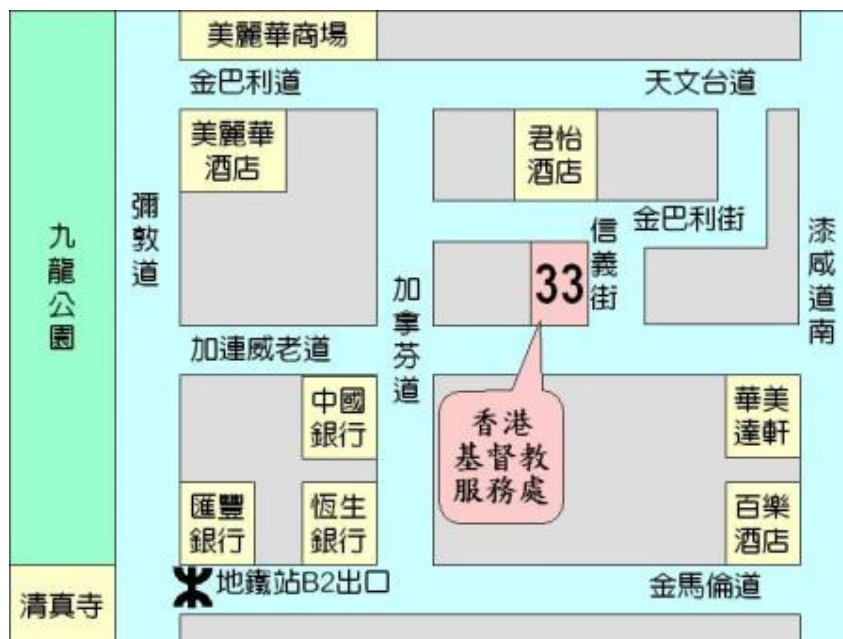 美麗華商場
金巴利道
天文台道
美麗華
酒店
君怡
酒店
九龍公園
彌敦道
金巴利街
信義街
漆咸道南
33
加拿芬道
加連威老道
香港
基督教
服務處
中國
銀行
華美
達軒
匯豐
銀行
恆生
銀行
百樂
酒店
地鐵站B2出口
金馬倫道
清真寺